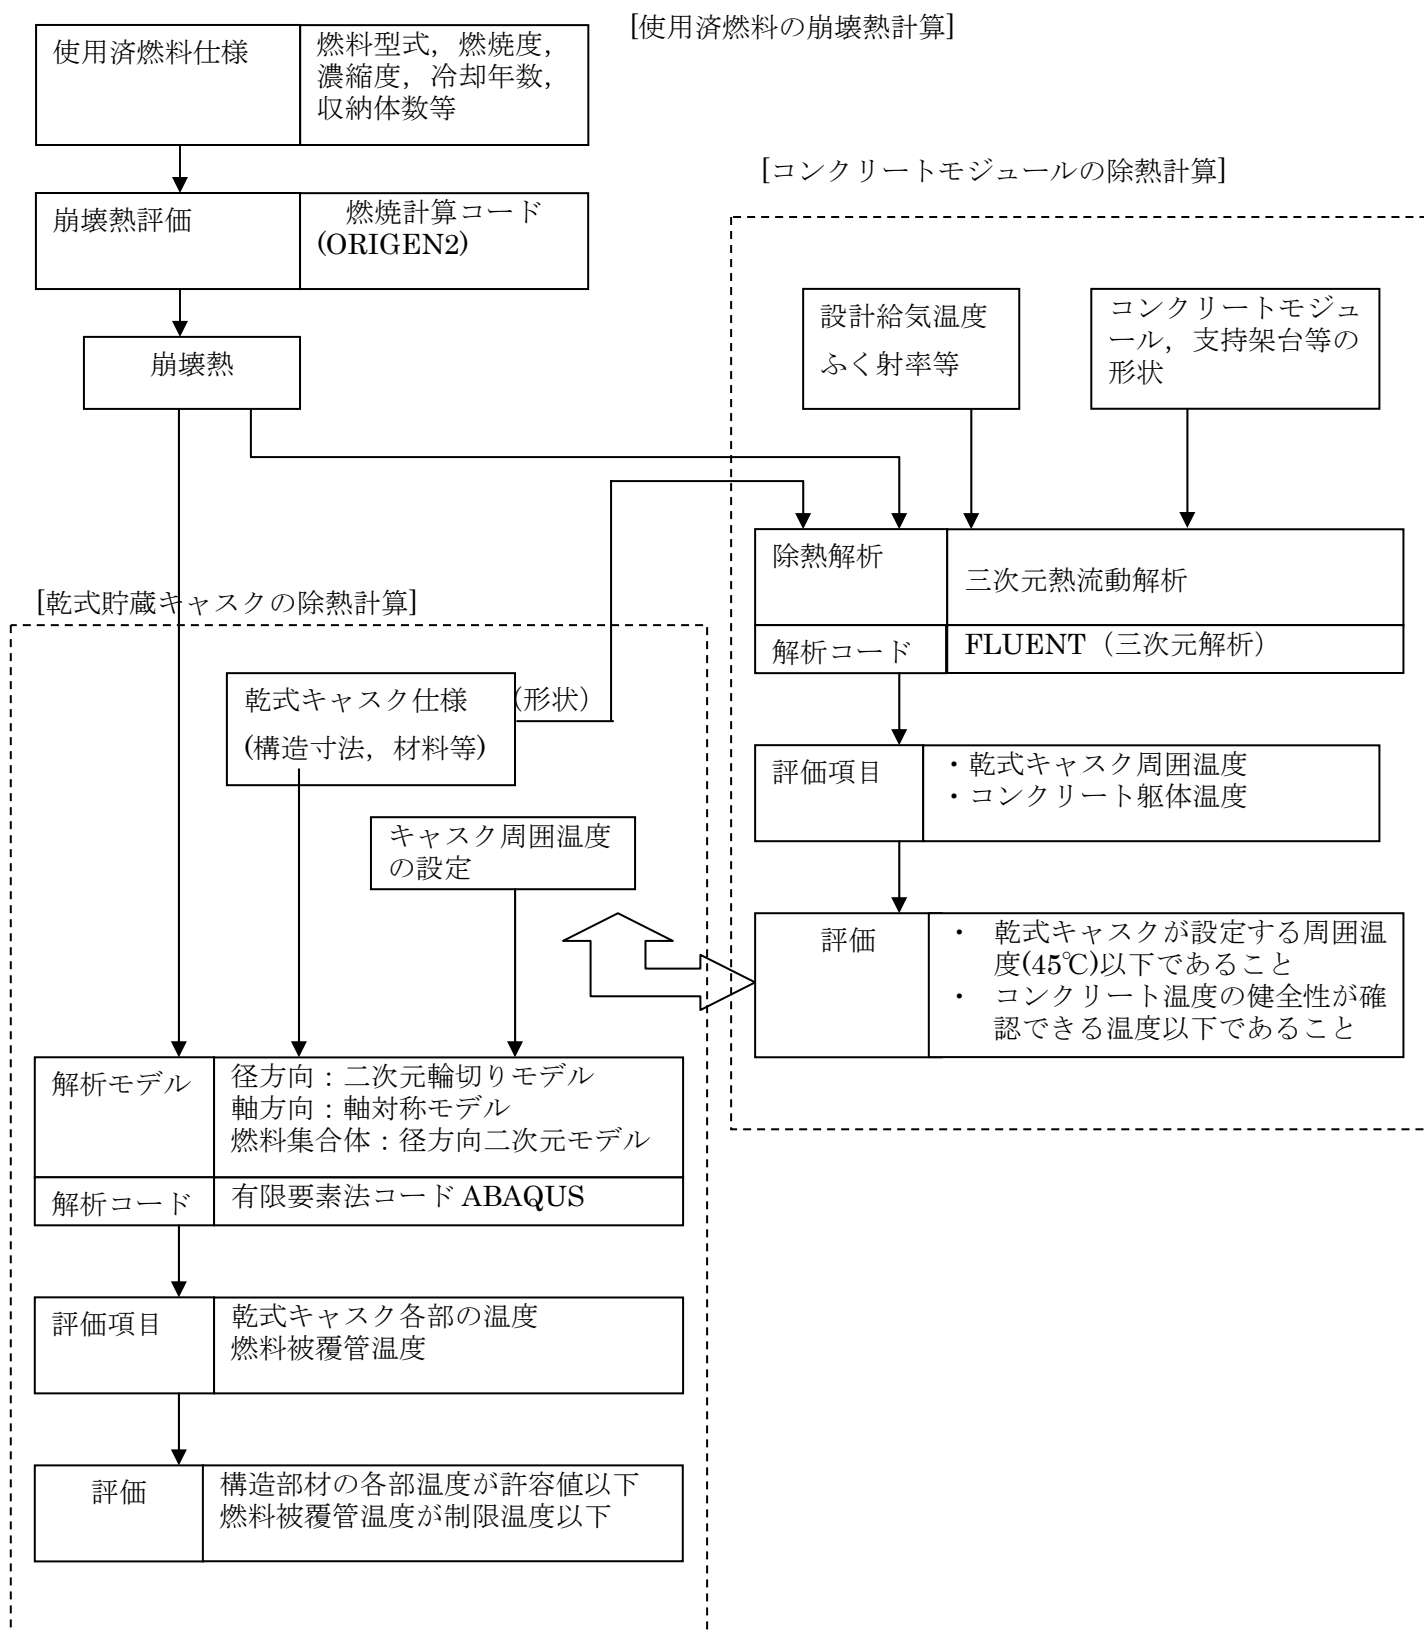 [使用済燃料の崩壊熱計算]
使用済燃料仕様
燃料型式，燃焼度，
濃縮度，冷却年数，
収納体数等
崩壊熱評価
燃焼計算コード
(ORIGEN2)
崩壊熱
[コンクリートモジュールの除熱計算]
設計給気温度
ふく射率等
コンクリートモジュ
ール，支持架台等の
形状
除熱解析
三次元熱流動解析
解析コード
FLUENT（三次元解析）
評価項目
・乾式キャスク周囲温度
・コンクリート躯体温度
評価
・ 乾式キャスクが設定する周囲温
度(45℃)以下であること
・ コンクリート温度の健全性が確
認できる温度以下であること
[乾式貯蔵キャスクの除熱計算]
乾式キャスク仕様
(構造寸法，材料等)
（形状）
キャスク周囲温度
の設定
解析モデル
径方向：二次元輪切りモデル
軸方向：軸対称モデル
燃料集合体：径方向二次元モデル
解析コード
有限要素法コード ABAQUS
評価項目
乾式キャスク各部の温度
燃料被覆管温度
評価
構造部材の各部温度が許容値以下
燃料被覆管温度が制限温度以下